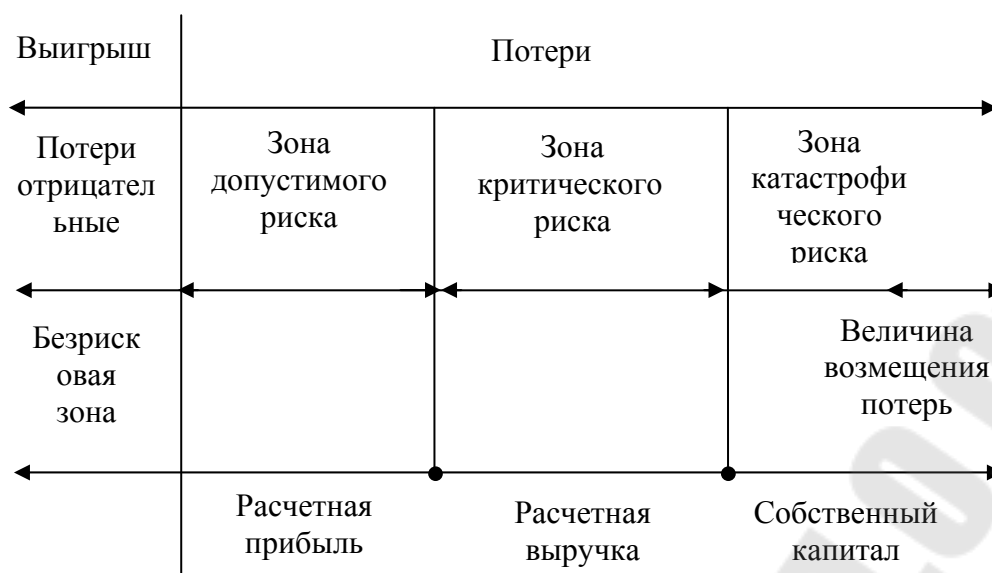 Выигрыш
Потери
Потери
отрицател
ьные
Зона
допустимого
риска
Зона
критического
риска
Зона
катастрофи
ческого
риска
Безриск
овая
зона
Величина
возмещения
потерь
Расчетная
прибыль
Расчетная
выручка
Собственный
капитал